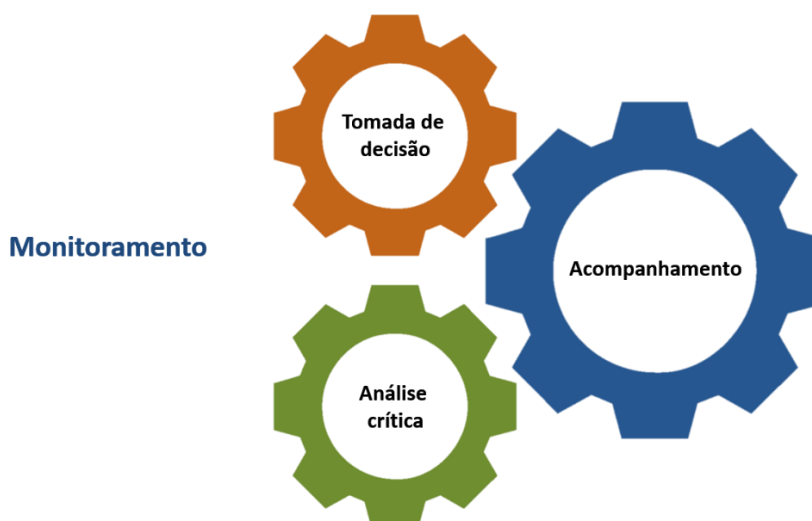 Monitoramento
Tomada de
decisão
Acompanhamento
Análise
crítica